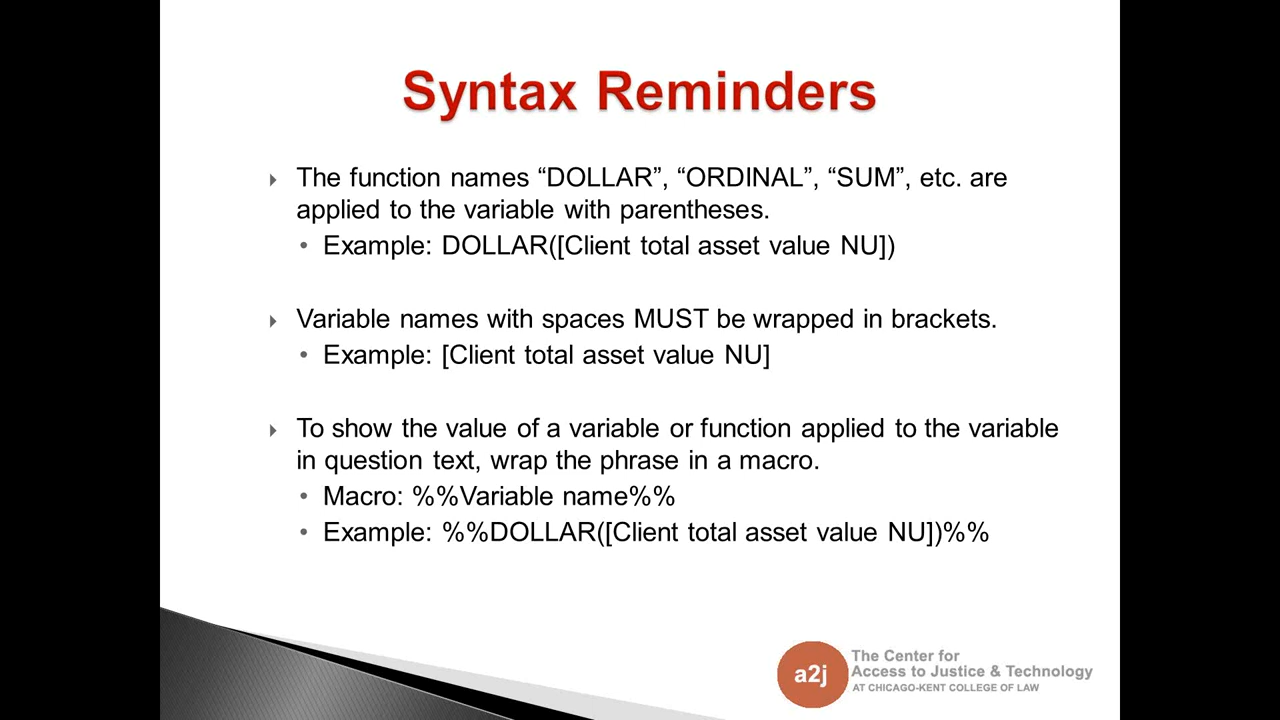 Syntax Reminders
The function names “DOLLAR”, “ORDINAL”, “SUM”, etc. are
applied to the variable with parentheses.
• Example: DOLLAR([Client total asset value NU])
Variable names with spaces MUST be wrapped in brackets.
• Example: [Client total asset value NU]
To show the value of a variable or function applied to the variable
in question text, wrap the phrase in a macro.
• Macro: %%Variable name%%
• Example: %%DOLLAR([Client total asset value NU])%%
a2j
The Center for
Access to Justice & Technology
AT CHICAGO-KENT COLLEGE OF LAW